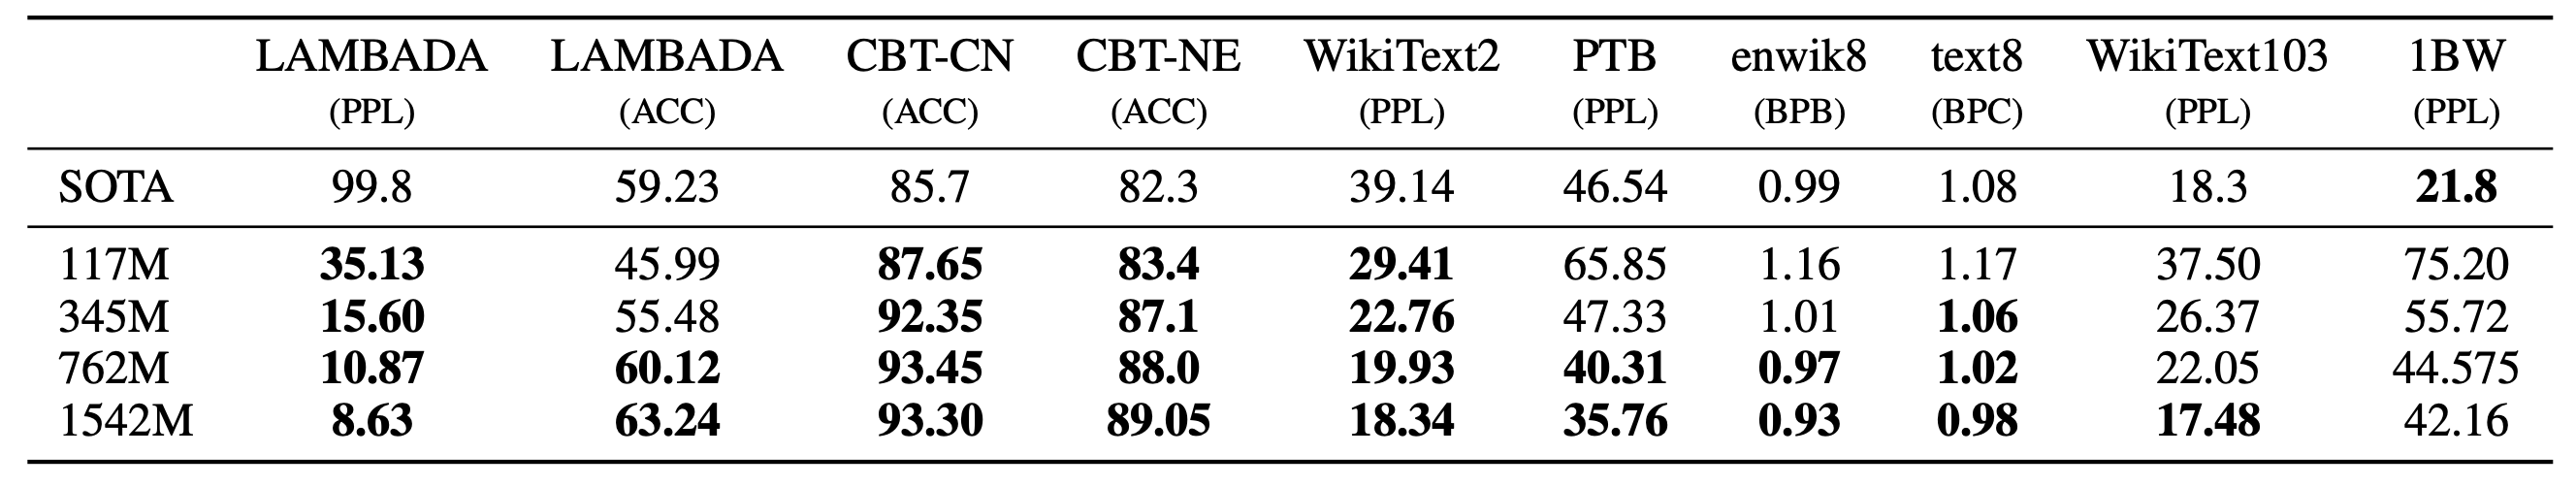 LAMBADA LAMBADA CBT-CN CBT-NE WikiText2 PTB enwik8 text8 WikiText103 1BW
(PPL) (ACC) (ACC) (ACC) (PPL) (PPL) (BPB) (BPC) (PPL) (PPL)
SOTA 99.8 59.23 85.7 82.3 39.14 46.54 0.99 1.08 18.3 21.8
117M 35.13 45.99 87.65 83.4 29.41 65.85 1.16 1.17 37.50 75.20
345M 15.60 55.48 92.35 87.1 22.76 47.33 1.01 1.06 26.37 55.72
762M 10.87 60.12 93.45 88.0 19.93 40.31 0.97 1.02 22.05 44.575
1542M 8.63 63.24 93.30 89.05 18.34 35.76 0.93 0.98 17.48 42.16